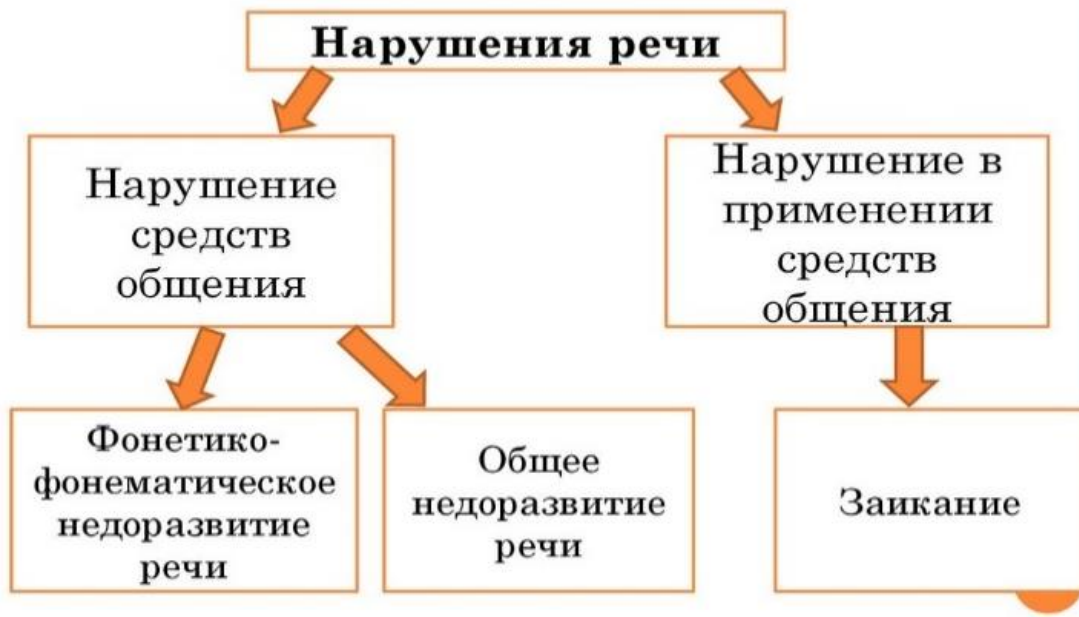 Нарушения речи
Нарушение
средств
общения
Нарушение в
применении
средств
общения
Фонетико-
фонематическое
недоразвитие
речи
Общее
недоразвитие
речи
Заикание